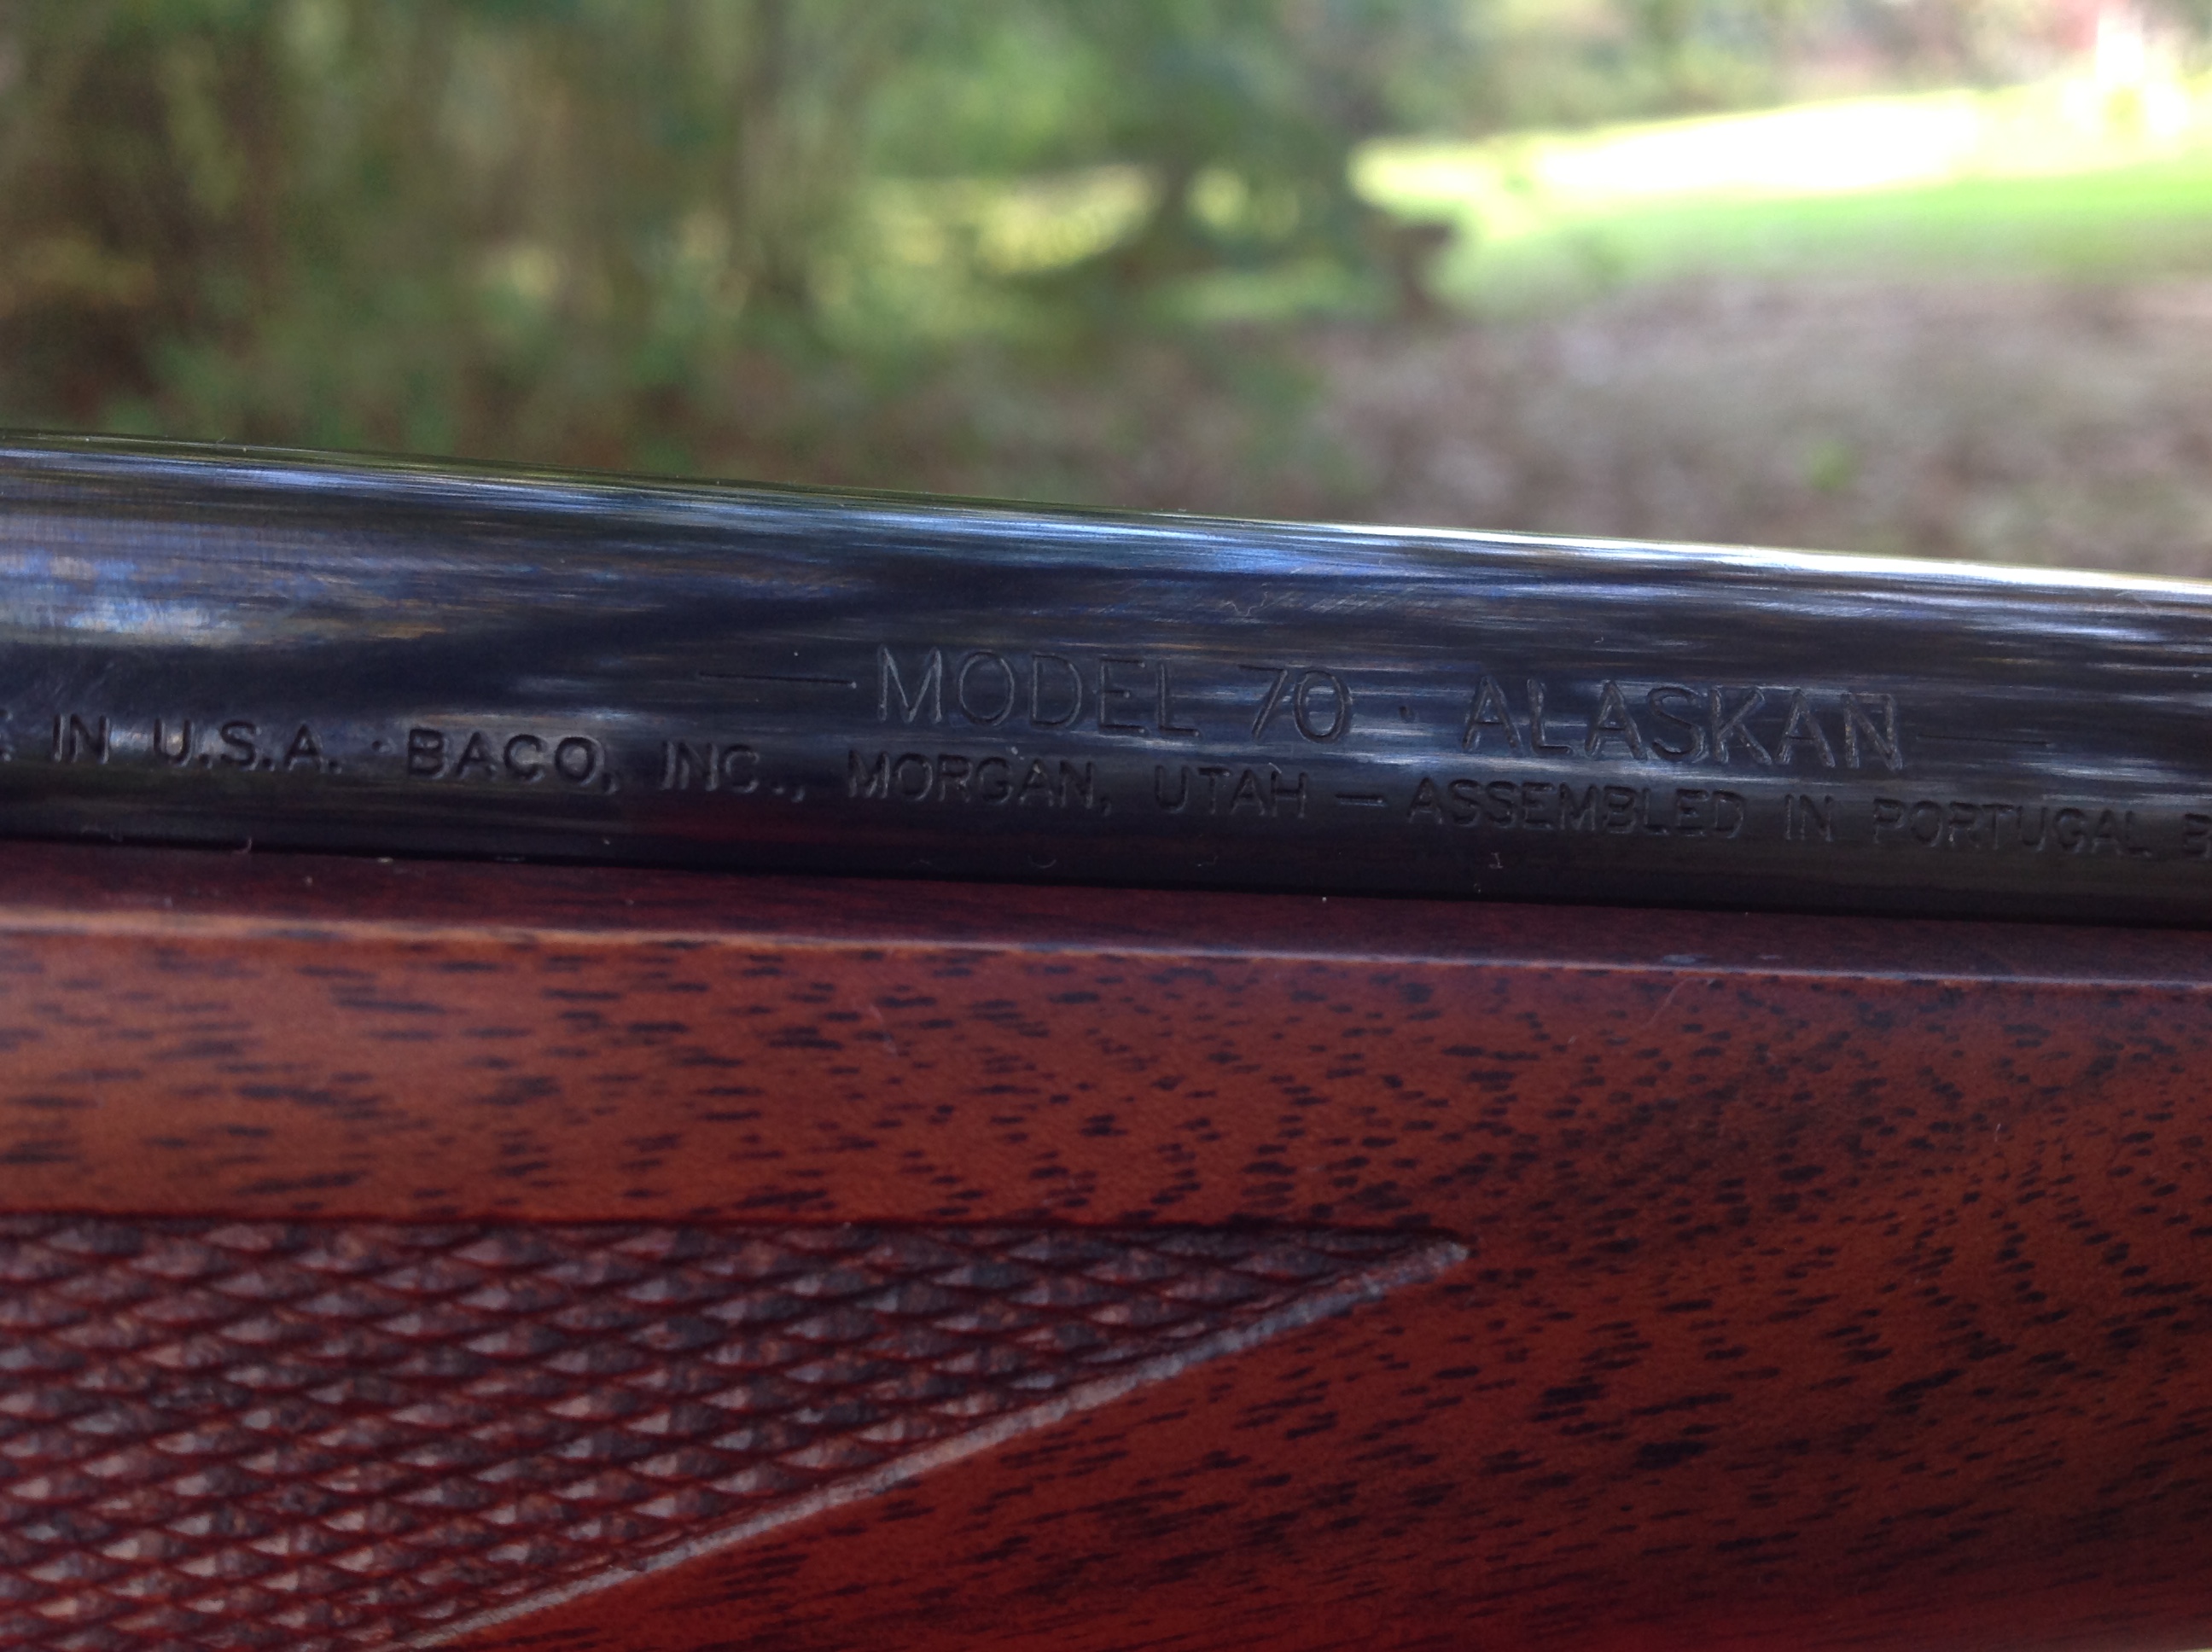 — MODEL 70 · ALASKAN —
. IN U.S.A. · BACO, INC., MORGAN, UTAH — ASSEMBLED IN PORTUGAL